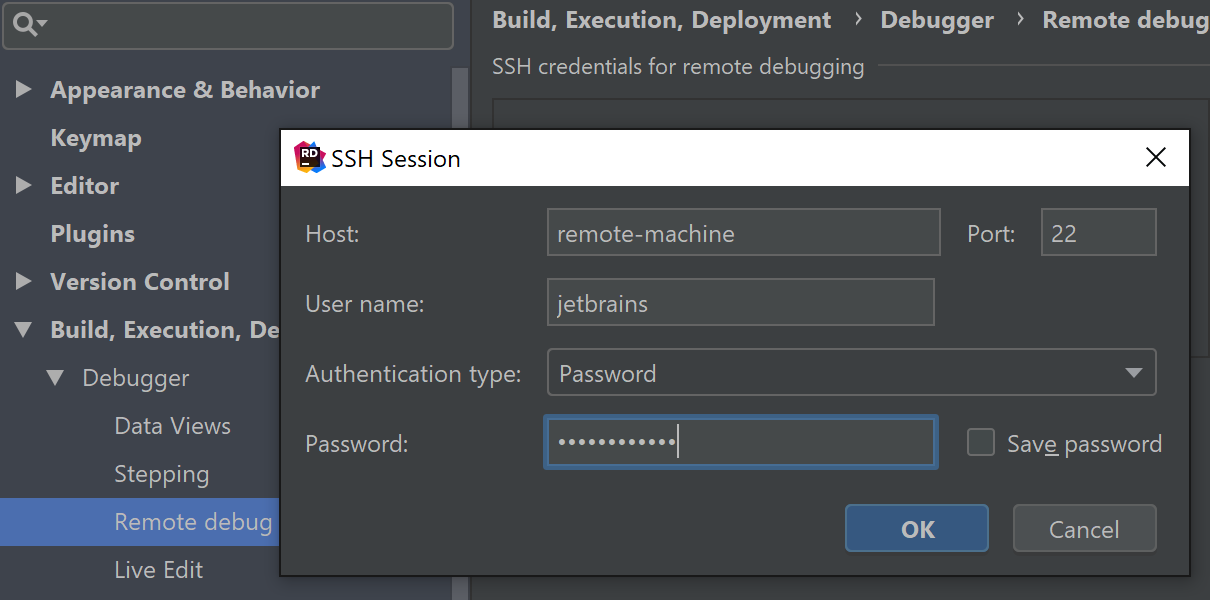 Build, Execution, Deployment › Debugger › Remote debug
SSH credentials for remote debugging
Appearance & Behavior
Keymap
Editor
Plugins
Version Control
Build, Execution, De
Debugger
Data Views
Stepping
Remote debug
Live Edit
RD
SSH Session
Host: remote-machine Port: 22
User name: jetbrains
Authentication type: Password
Password: •••••••••••• Save password
OK Cancel